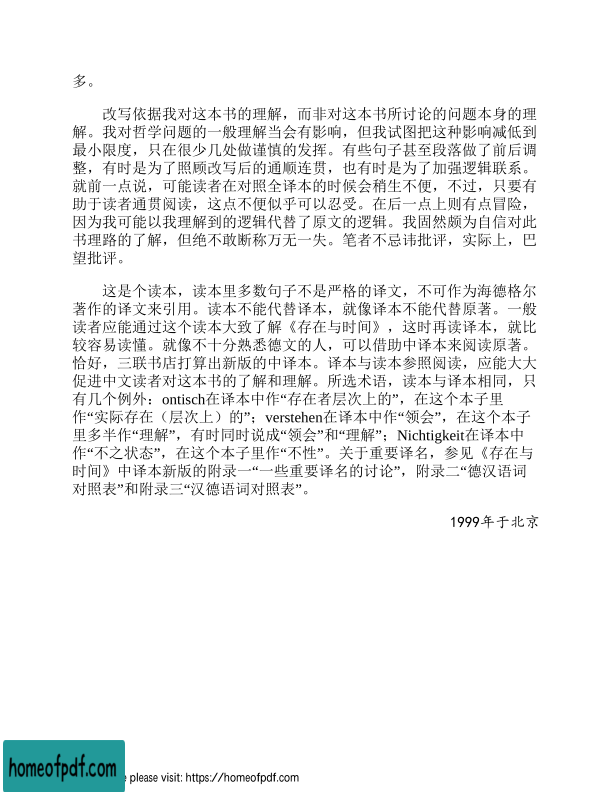 多。
改写依据我对这本书的理解，而非对这本书所讨论的问题本身的理
解。我对哲学问题的一般理解当会有影响，但我试图把这种影响减低到
最小限度，只在很少几处做谨慎的发挥。有些句子甚至段落做了前后调
整，有时是为了照顾改写后的通顺连贯，也有时是为了加强逻辑联系。
就前一点说，可能读者在对照全译本的时候会稍生不便，不过，只要有
助于读者通贯阅读，这点不便似乎可以忍受。在后一点上则有点冒险，
因为我可能以我理解到的逻辑代替了原文的逻辑。我固然颇为自信对此
书理路的了解，但绝不敢断称万无一失。笔者不忌讳批评，实际上，巴
望批评。
这是个读本，读本里多数句子不是严格的译文，不可作为海德格尔
著作的译文来引用。读本不能代替译本，就像译本不能代替原著。一般
读者应能通过这个读本大致了解《存在与时间》，这时再读译本，就比
较容易读懂。就像不十分熟悉德文的人，可以借助中译本来阅读原著。
恰好，三联书店打算出新版的中译本。译本与读本参照阅读，应能大大
促进中文读者对这本书的了解和理解。所选术语，读本与译本相同，只
有几个例外：ontisch在译本中作“存在者层次上的”，在这个本子里
作“实际存在（层次上）的”；verstehen在译本中作“领会”，在这个本子
里多半作“理解”，有时同时说成“领会”和“理解”；Nichtigkeit在译本中
作“不之状态”，在这个本子里作“不性”。关于重要译名，参见《存在与
时间》中译本新版的附录一“一些重要译名的讨论”，附录二“德汉语词
对照表”和附录三“汉德语词对照表”。
1999年于北京
homeofpdf.com
e please visit: https://homeofpdf.com